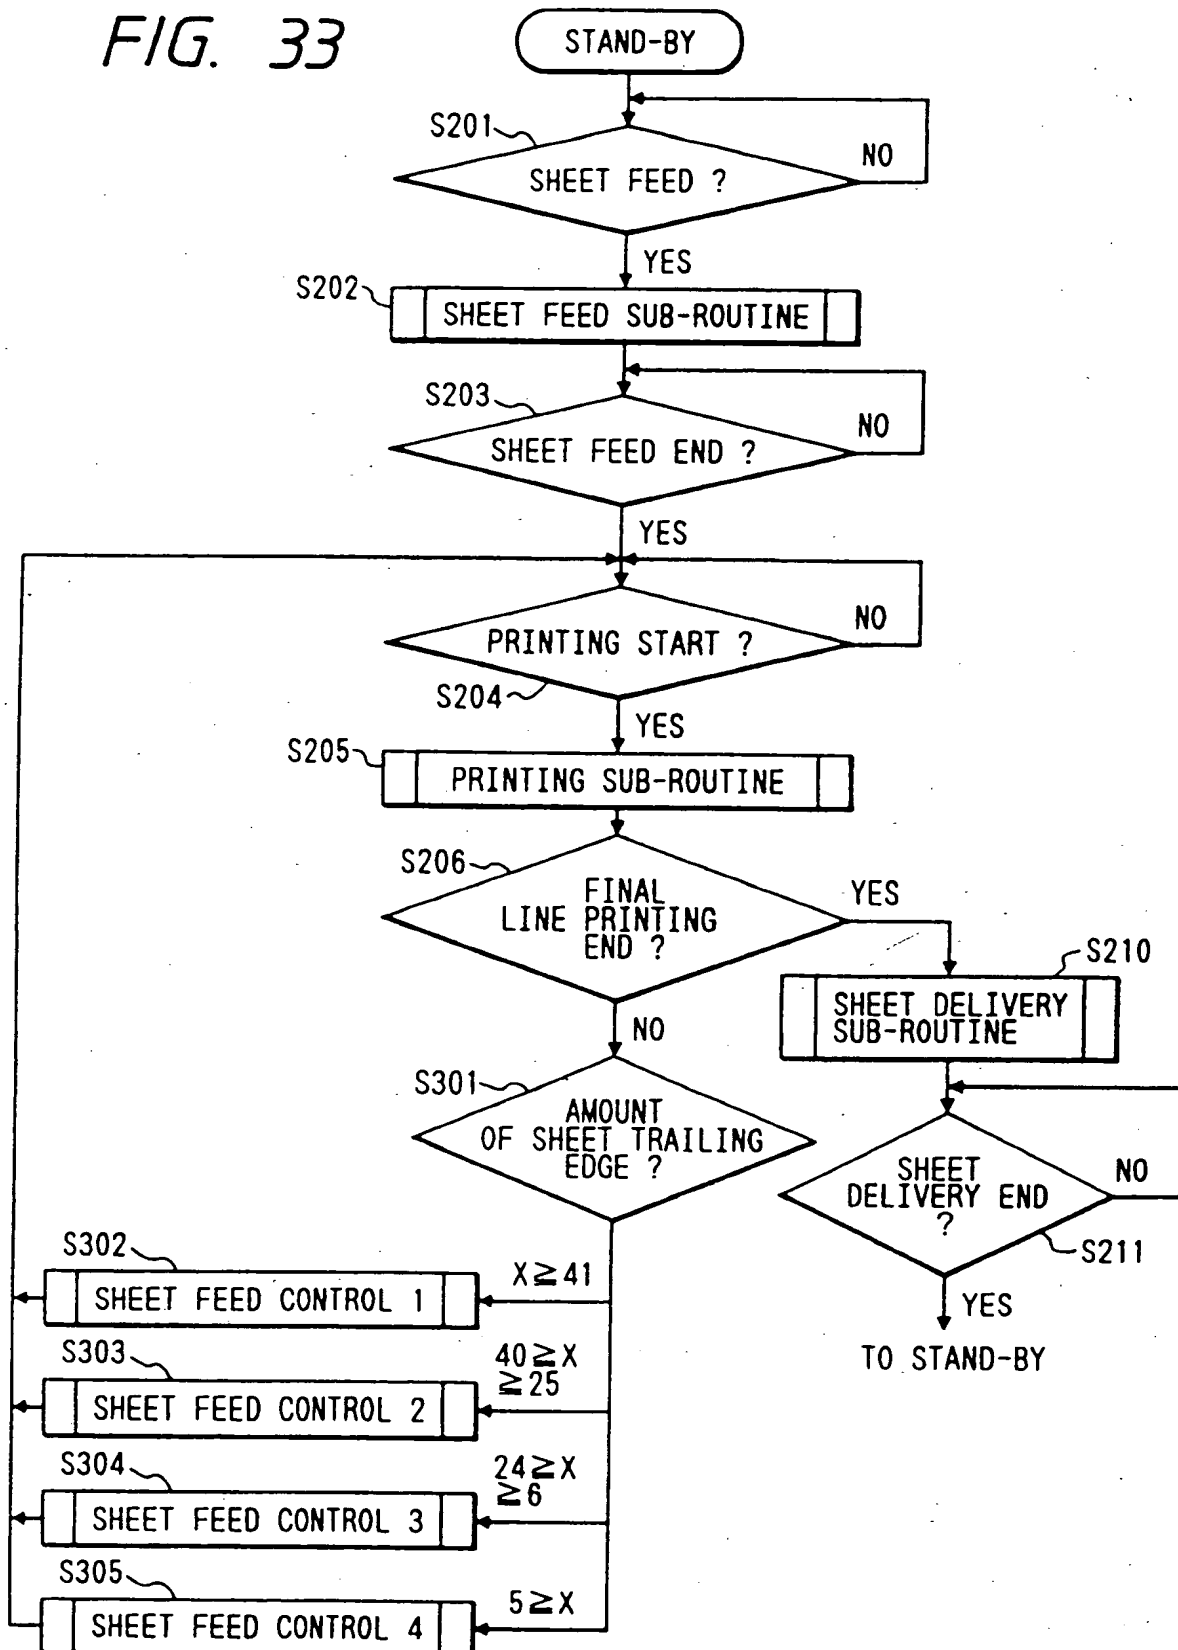 FIG. 33
STAND-BY
S201
SHEET FEED ?
NO
YES
S202
SHEET FEED SUB-ROUTINE
S203
SHEET FEED END ?
NO
YES
PRINTING START ?
NO
S204
YES
S205
PRINTING SUB-ROUTINE
S206
FINAL
LINE PRINTING
END ?
YES
NO
S210
SHEET DELIVERY
SUB-ROUTINE
S301
AMOUNT
OF SHEET TRAILING
EDGE ?
SHEET
DELIVERY END
?
NO
S211
YES
TO STAND-BY
S302
SHEET FEED CONTROL 1
X≧41
S303
SHEET FEED CONTROL 2
40≧X
≧25
S304
SHEET FEED CONTROL 3
24≧X
≧6
S305
SHEET FEED CONTROL 4
5≧X